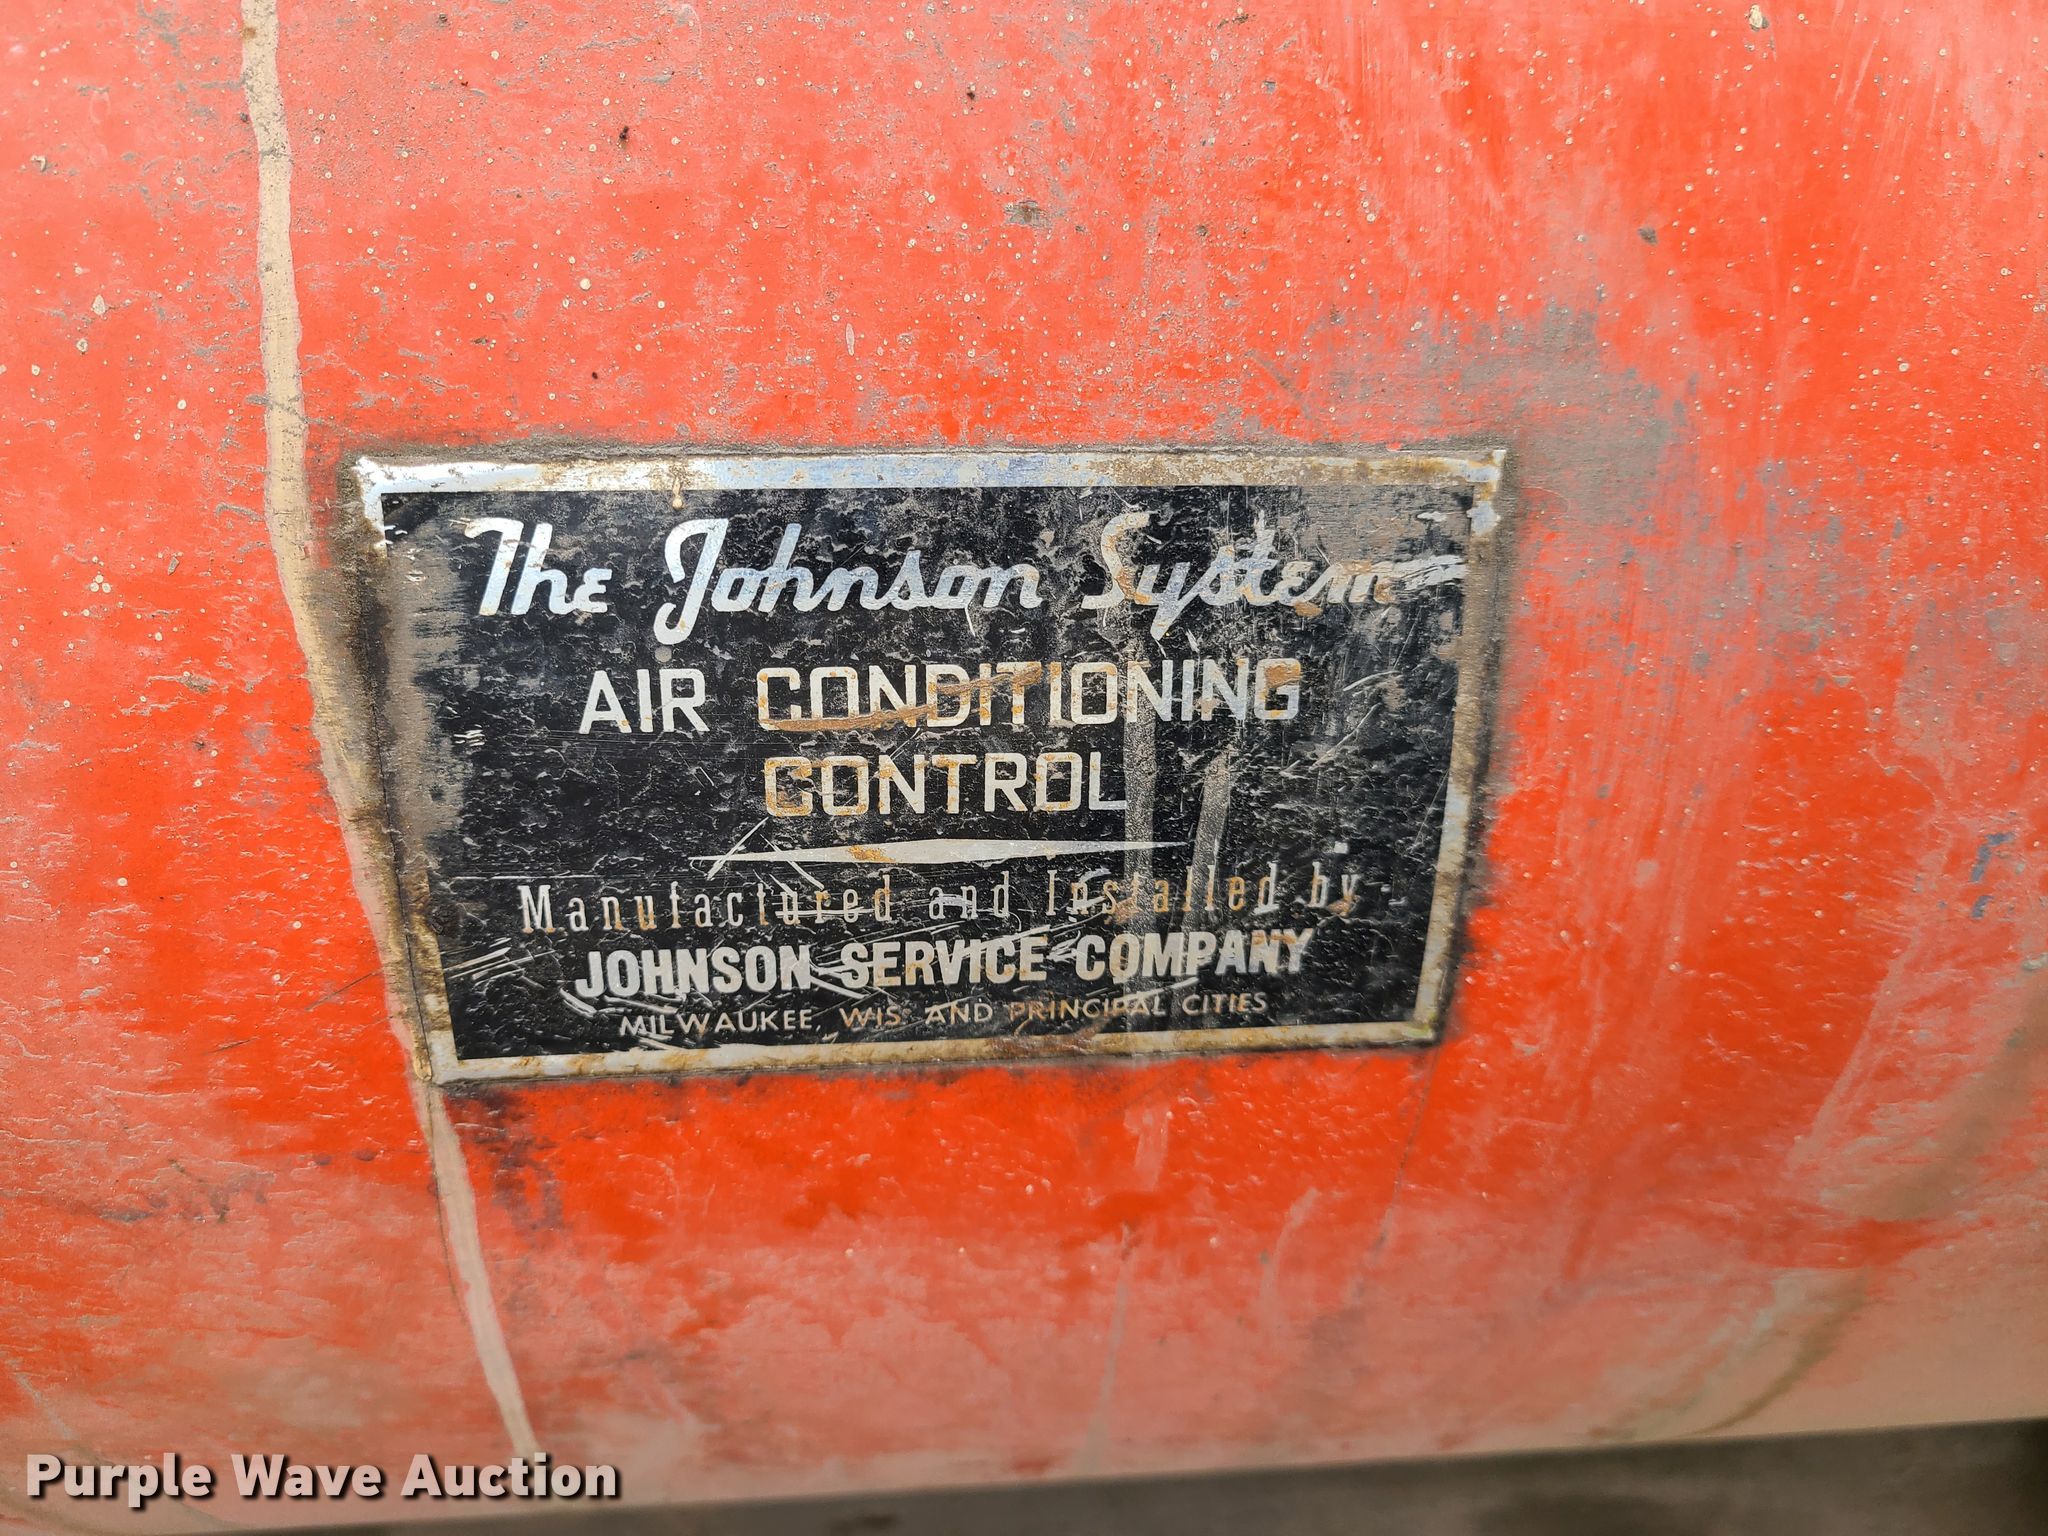 The Johnson System
AIR CONDITIONING
CONTROL
Manufactured and Installed by
JOHNSON SERVICE COMPANY
MILWAUKEE, WIS. AND PRINCIPAL CITIES
Purple Wave Auction